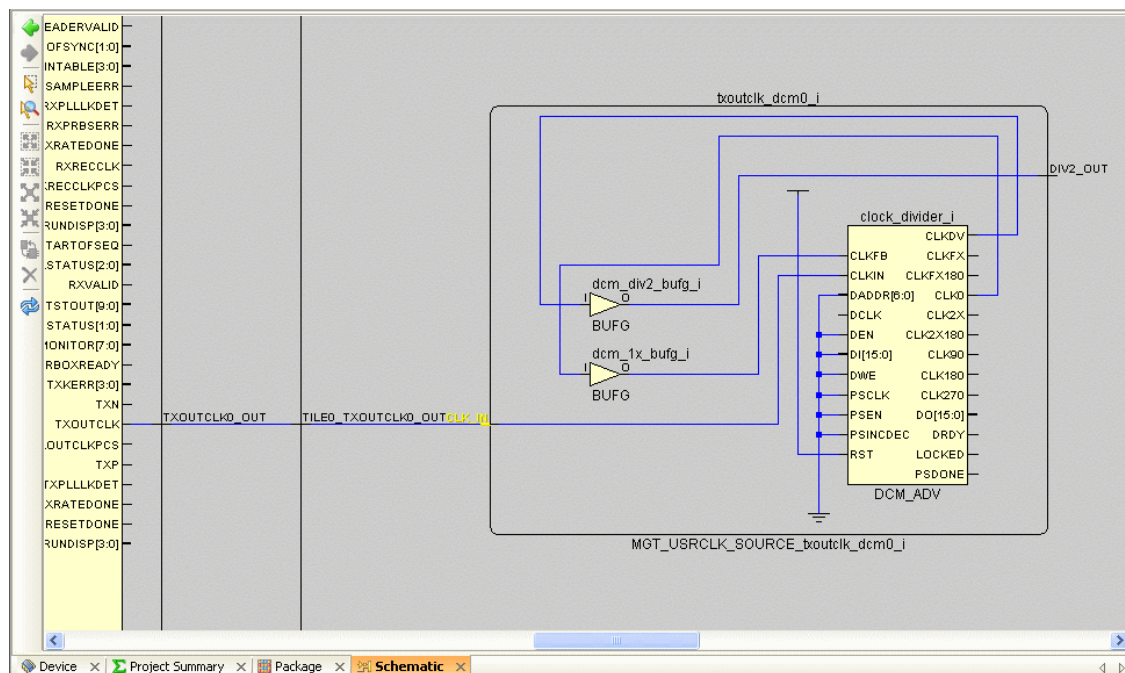 EADERVALID
OFSYNC[1:0]
INTABLE[3:0]
SAMPLEERR
RXPLLLKDET
RXPRBSERR
XRATEDONE
RXRECCLK
RECCLKPCS
RESETDONE
RUNDISP[3:0]
TARTOFSEQ
STATUS[2:0]
RXVALID
TSTOUT[9:0]
STATUS[1:0]
MONITOR[7:0]
RBOXREADY
TXKERR[3:0]
TXN
TXOUTCLK
OUTCLKPCS
TXP
TXPLLLKDET
XRATEDONE
RESETDONE
RUNDISP[3:0]
TXOUTCLK0_OUT
TILE0_TXOUTCLK0_OUT
CLK_IN
txoutclk_dcm0_i
DIV2_OUT
dcm_div2_bufg_i
I
O
BUFG
dcm_1x_bufg_i
I
O
BUFG
clock_divider_i
CLKDV
CLKFB CLKFX
CLKIN CLKFX180
DADDR[6:0] CLK0
DCLK CLK2X
DEN CLK2X180
DI[15:0] CLK90
DWE CLK180
PSCLK CLK270
PSEN DO[15:0]
PSINCDEC DRDY
RST LOCKED
PSDONE
DCM_ADV
MGT_USRCLK_SOURCE_txoutclk_dcm0_i
Device Project Summary Package Schematic